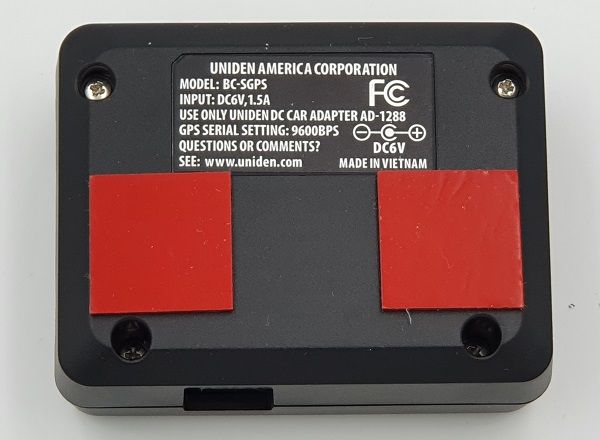 UNIDEN AMERICA CORPORATION
MODEL: BC-SGPS
INPUT: DC6V, 1.5A
FC
USE ONLY UNIDEN DC CAR ADAPTER AD-1288
GPS SERIAL SETTING: 9600BPS
QUESTIONS OR COMMENTS?
DC6V
SEE: www.uniden.com
MADE IN VIETNAM